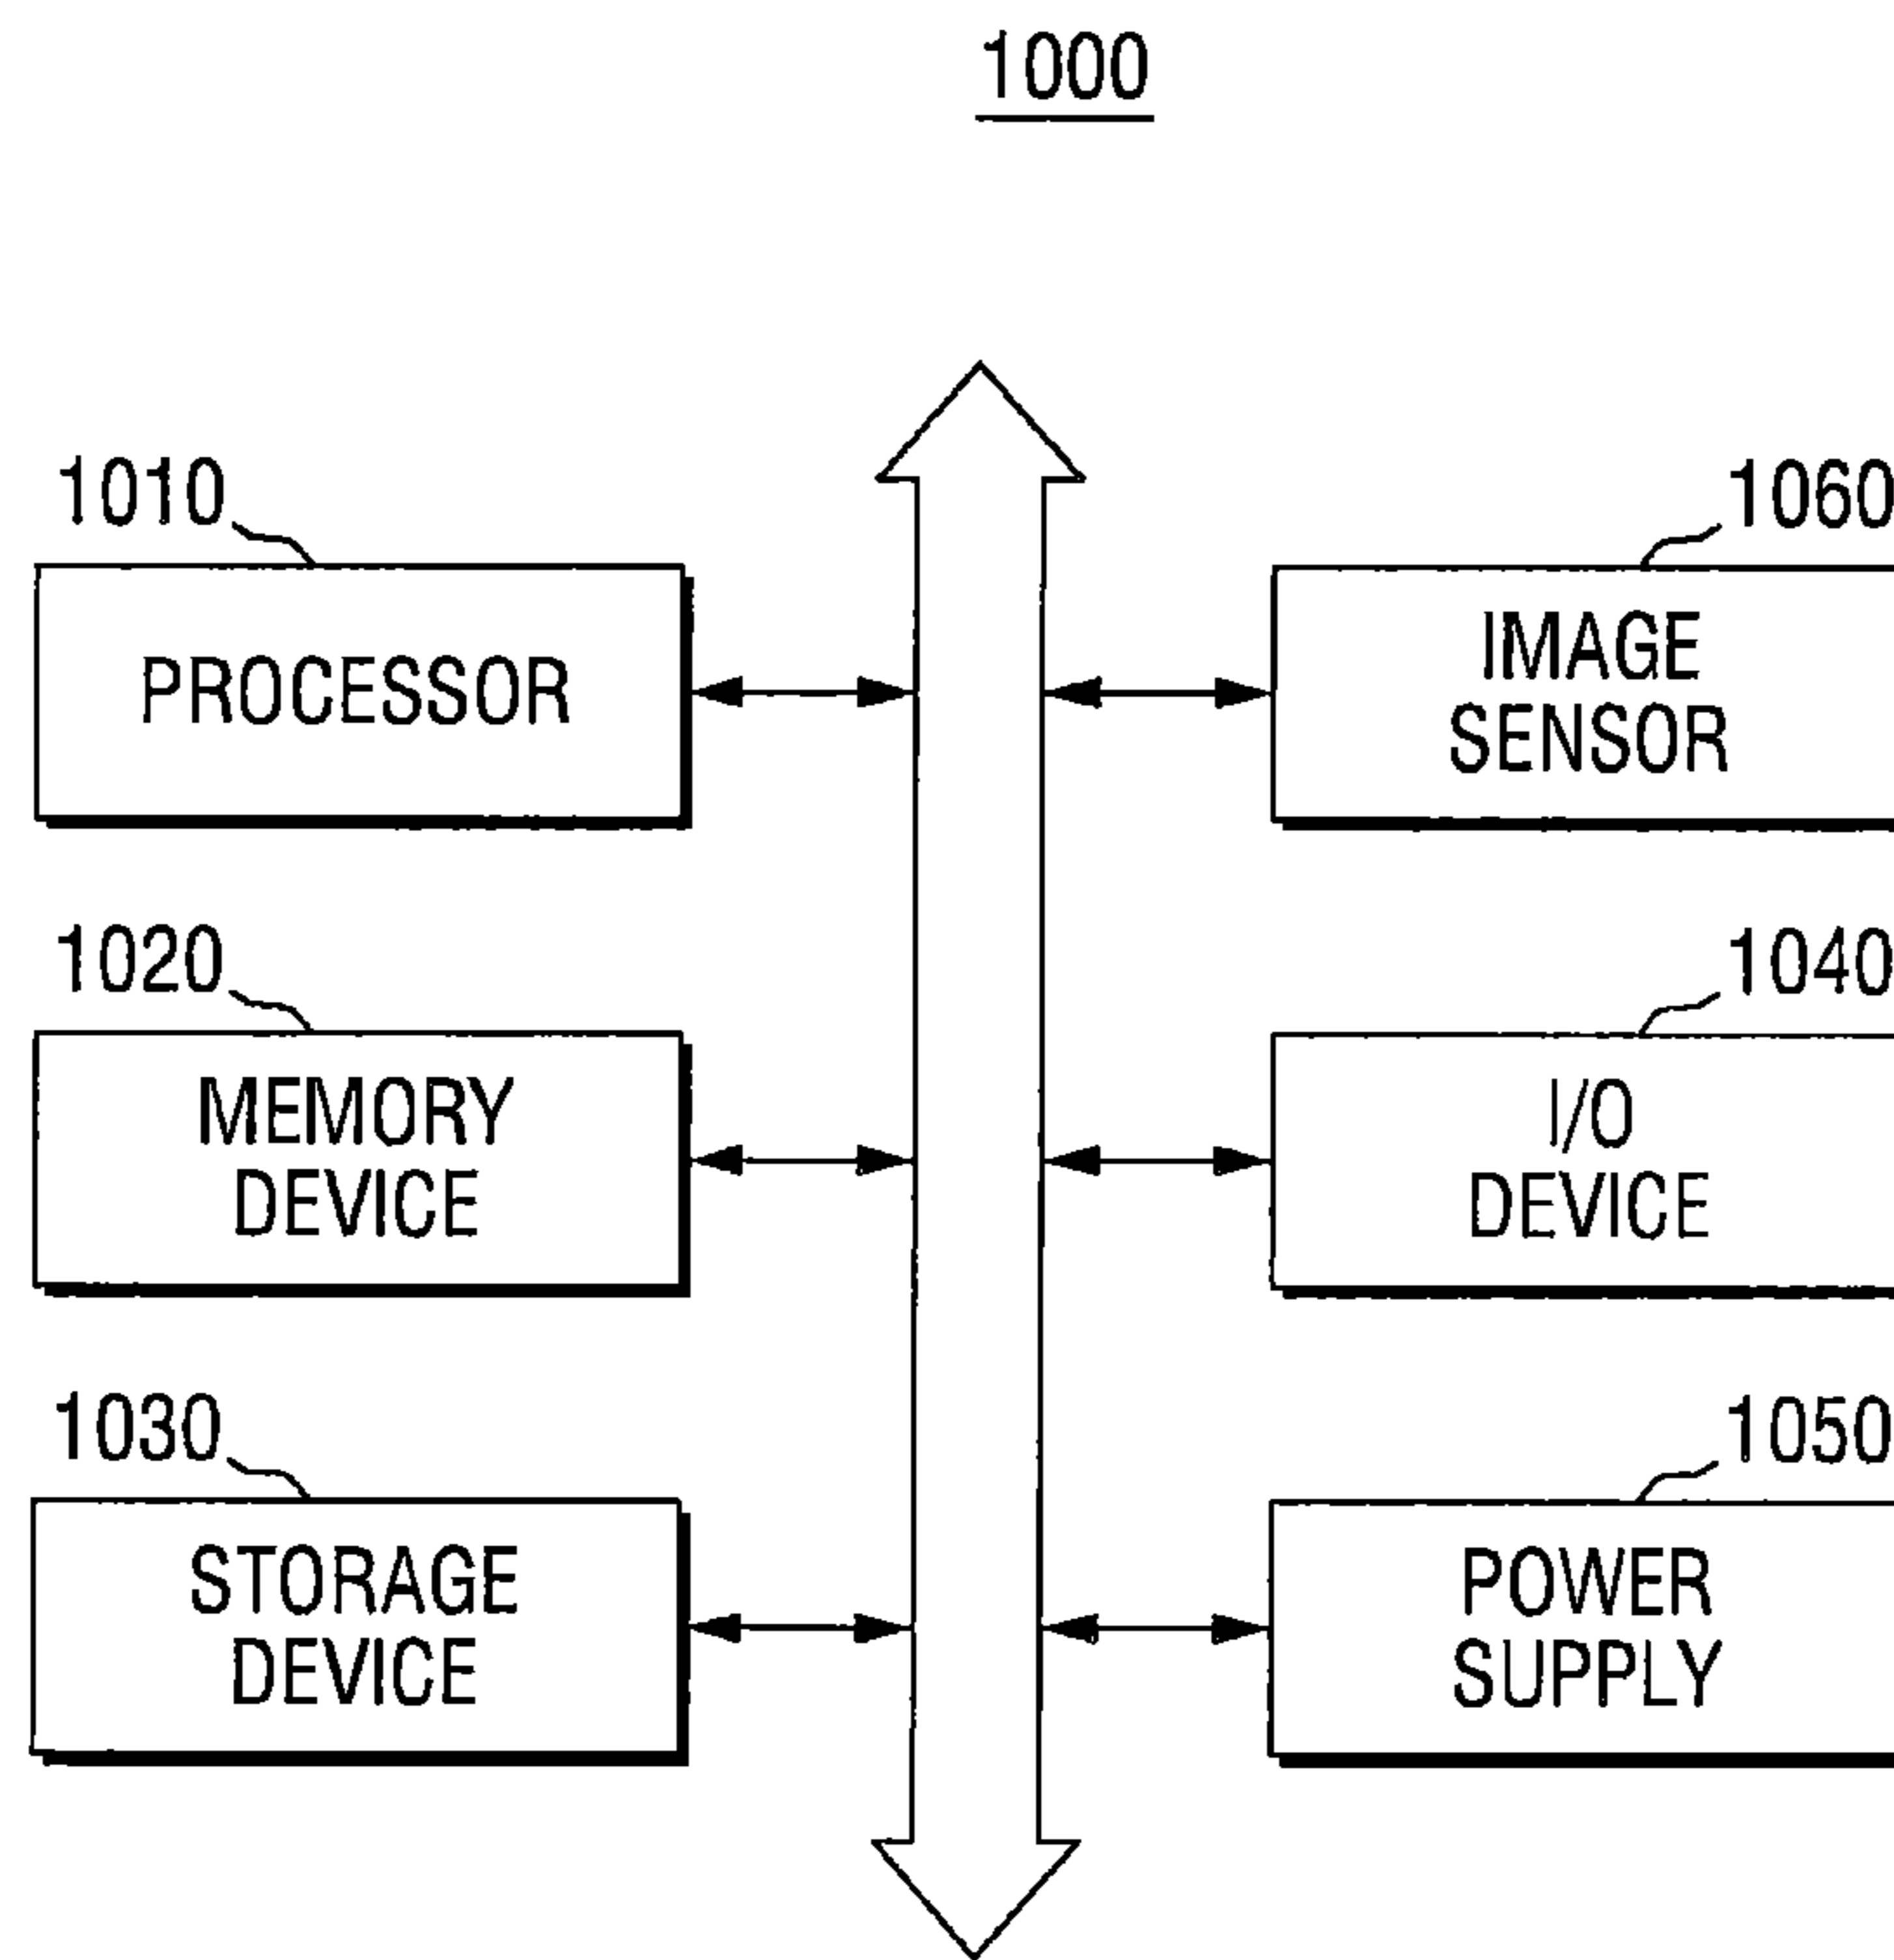 1000
1010
PROCESSOR
1060
IMAGE
SENSOR
1020
MEMORY
DEVICE
1040
I/O
DEVICE
1030
STORAGE
DEVICE
1050
POWER
SUPPLY